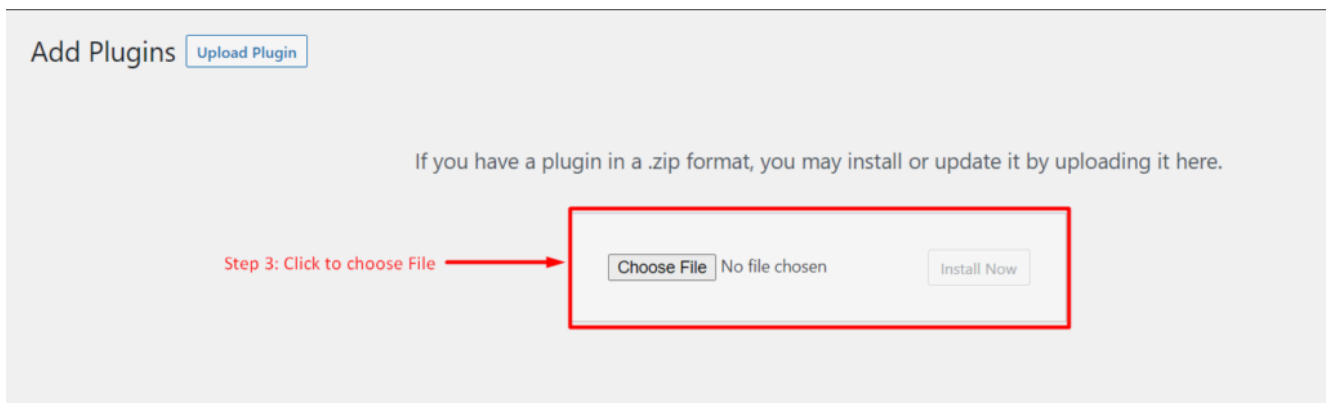 Add Plugins Upload Plugin
If you have a plugin in a .zip format, you may install or update it by uploading it here.
Step 3: Click to choose File Choose File No file chosen Install Now